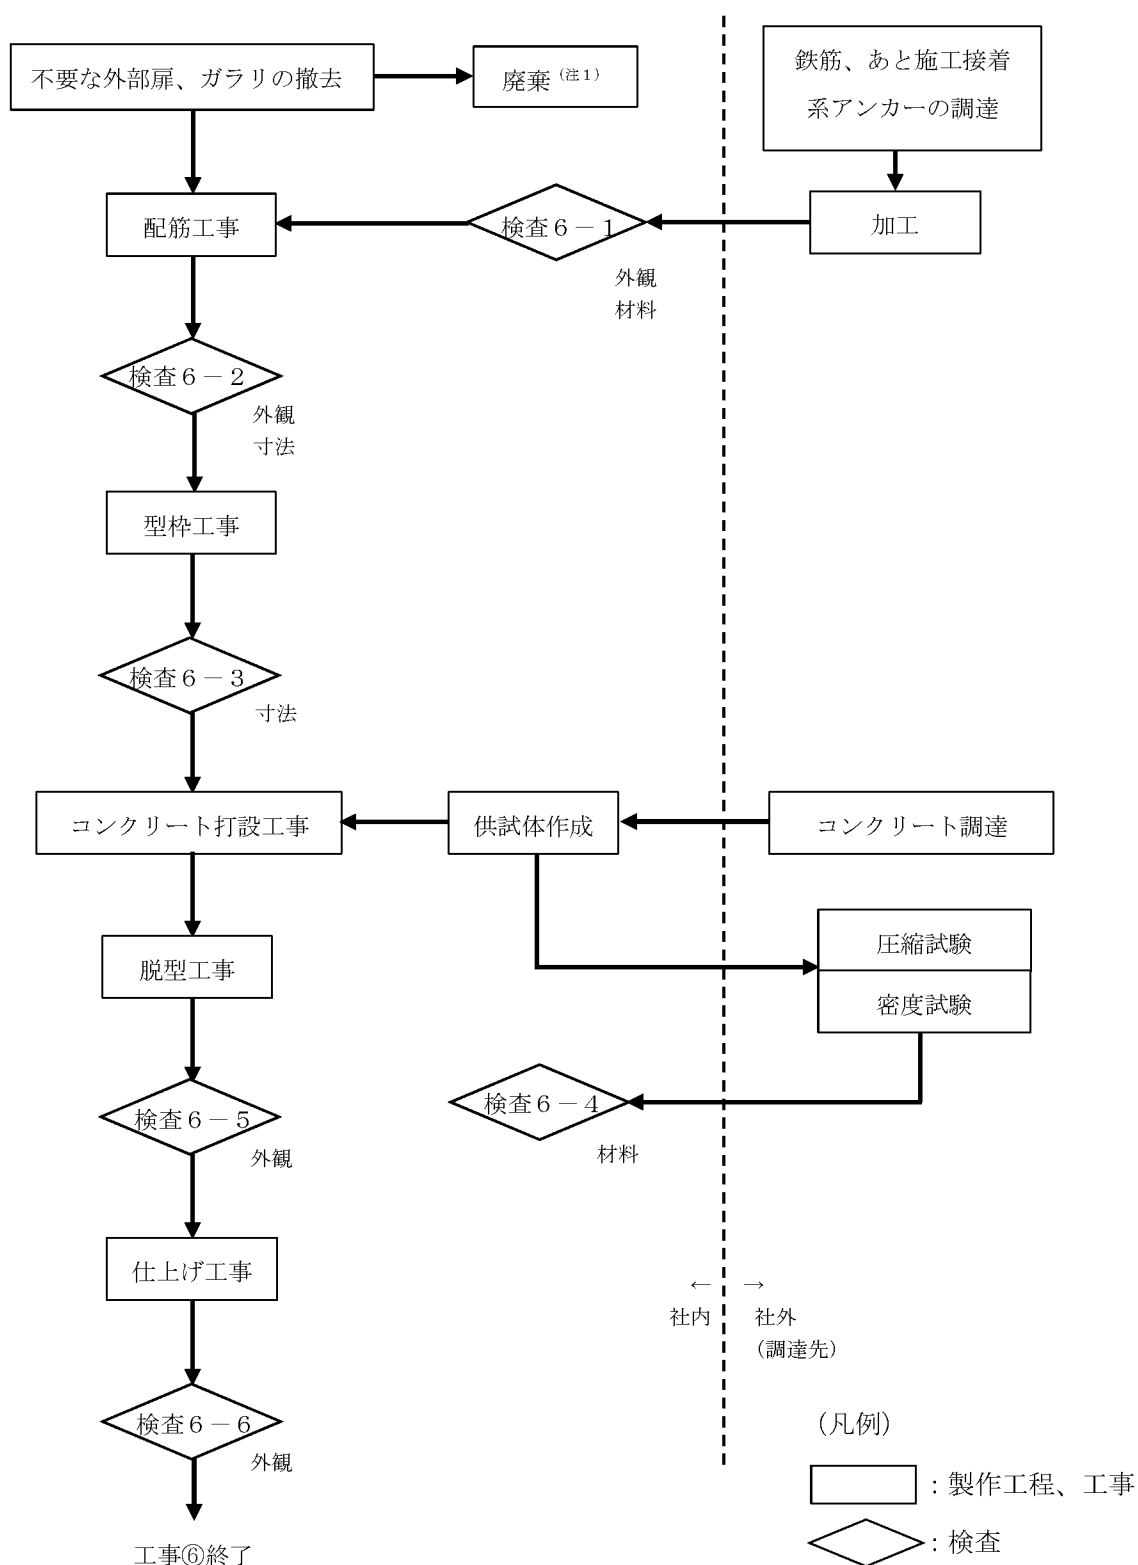 不要な外部扉、ガラリの撤去
廃棄（注１）
鉄筋、あと施工接着
系アンカーの調達
配筋工事
検査６－１
加工
外観
材料
検査６－２
外観
寸法
型枠工事
検査６－３
寸法
コンクリート打設工事
供試体作成
コンクリート調達
圧縮試験
脱型工事
密度試験
検査６－４
材料
検査６－５
外観
仕上げ工事
← →
社内 社外
（調達先）
検査６－６
外観
（凡例）
：製作工程、工事
：検査
工事⑥終了